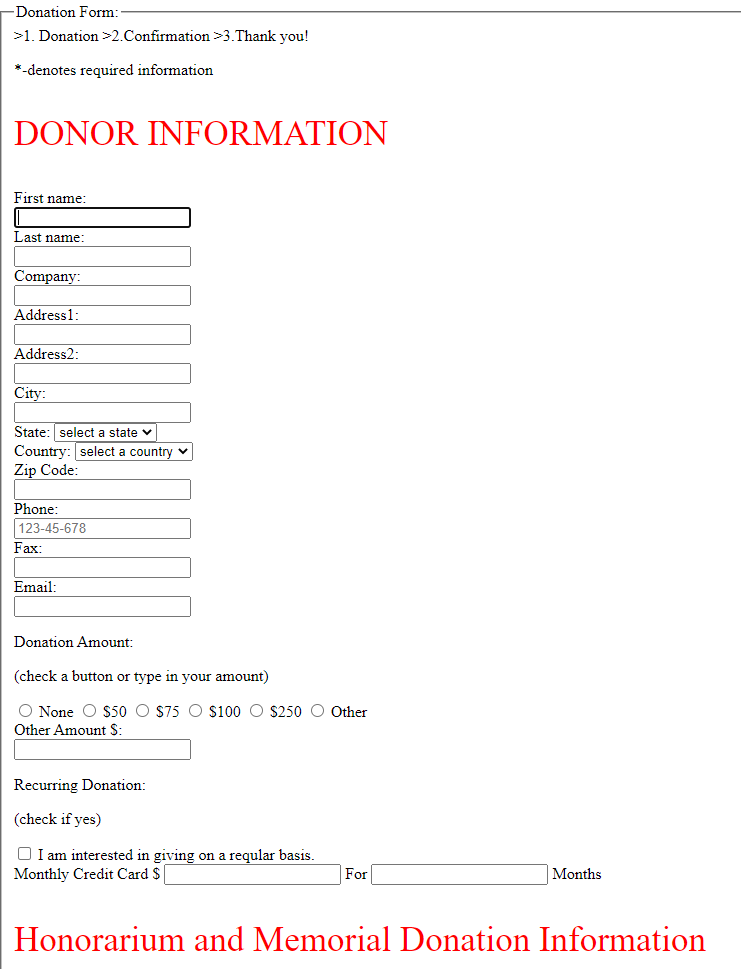 Donation Form:
>1. Donation >2.Confirmation >3.Thank you!
*-denotes required information
DONOR INFORMATION
First name:
Last name:
Company:
Address1:
Address2:
City:
State: select a state
Country: select a country
Zip Code:
Phone:
123-45-678
Fax:
Email:
Donation Amount:
(check a button or type in your amount)
None $50 $75 $100 $250 Other
Other Amount $:
Recurring Donation:
(check if yes)
I am interested in giving on a reqular basis.
Monthly Credit Card $ For Months
Honorarium and Memorial Donation Information